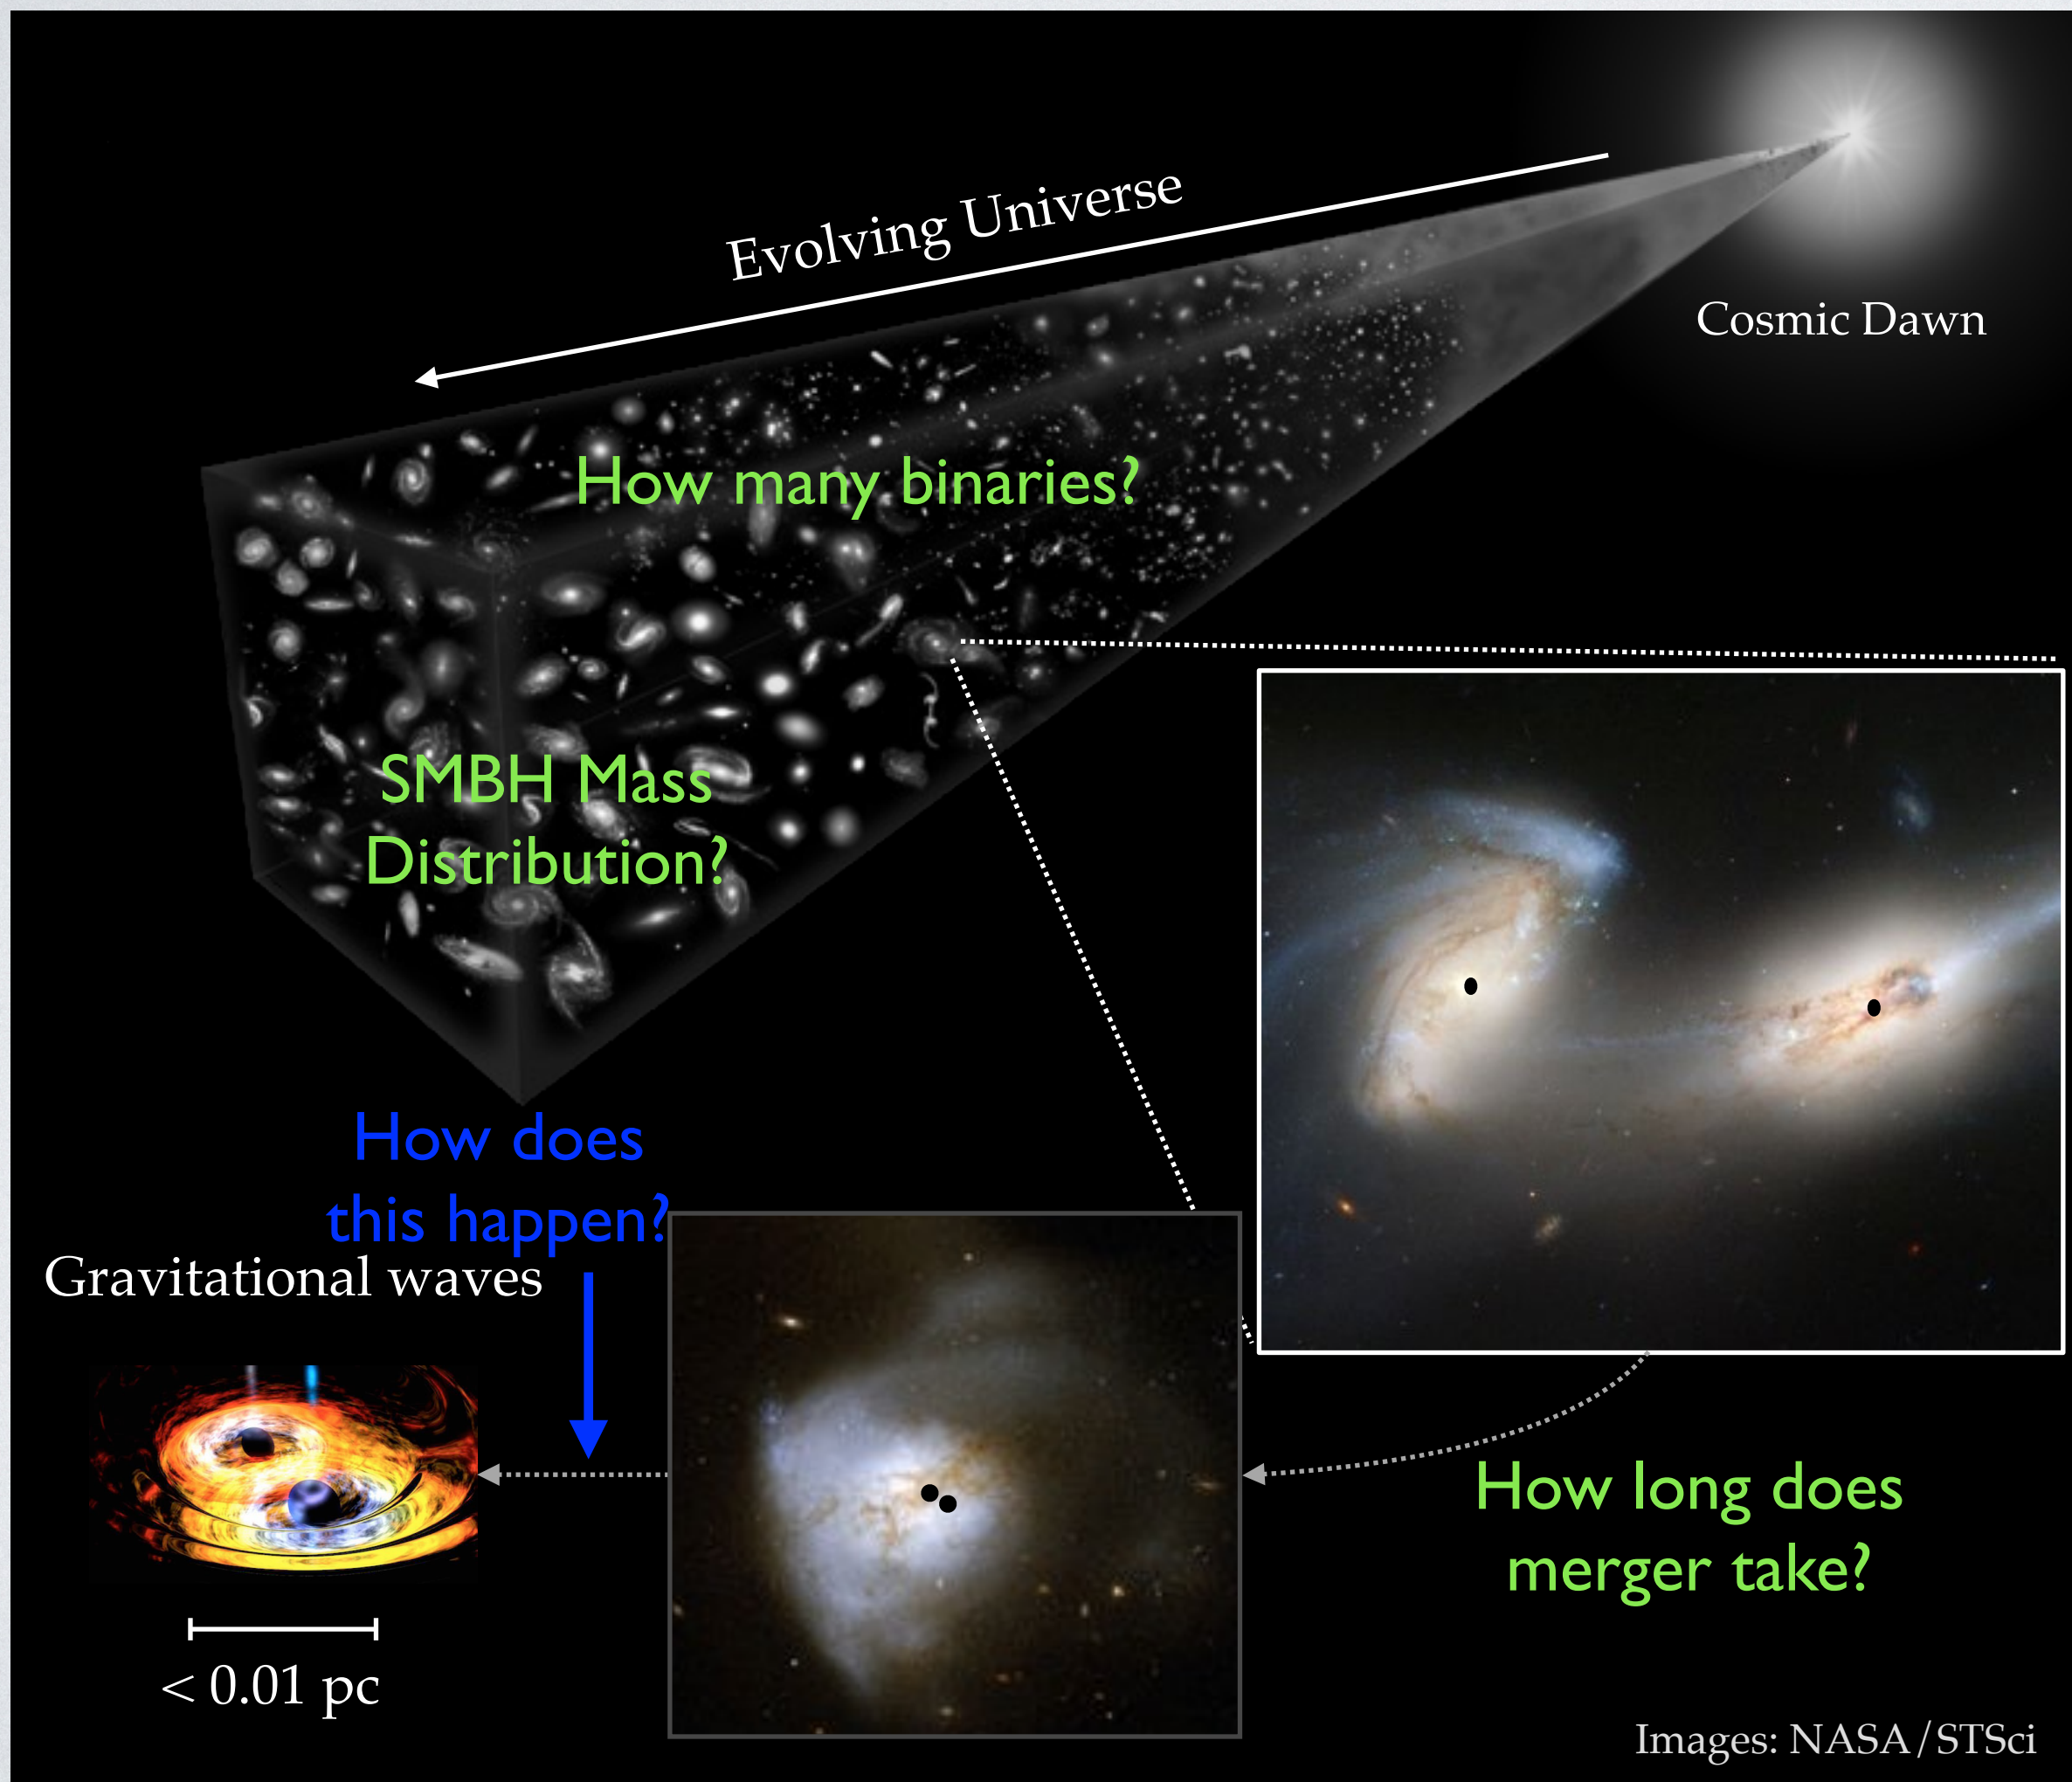 Evolving Universe
Cosmic Dawn
How many binaries?
SMBH Mass
Distribution?
How does
this happen?
Gravitational waves
How long does
merger take?
< 0.01 pc
Images: NASA/STSci